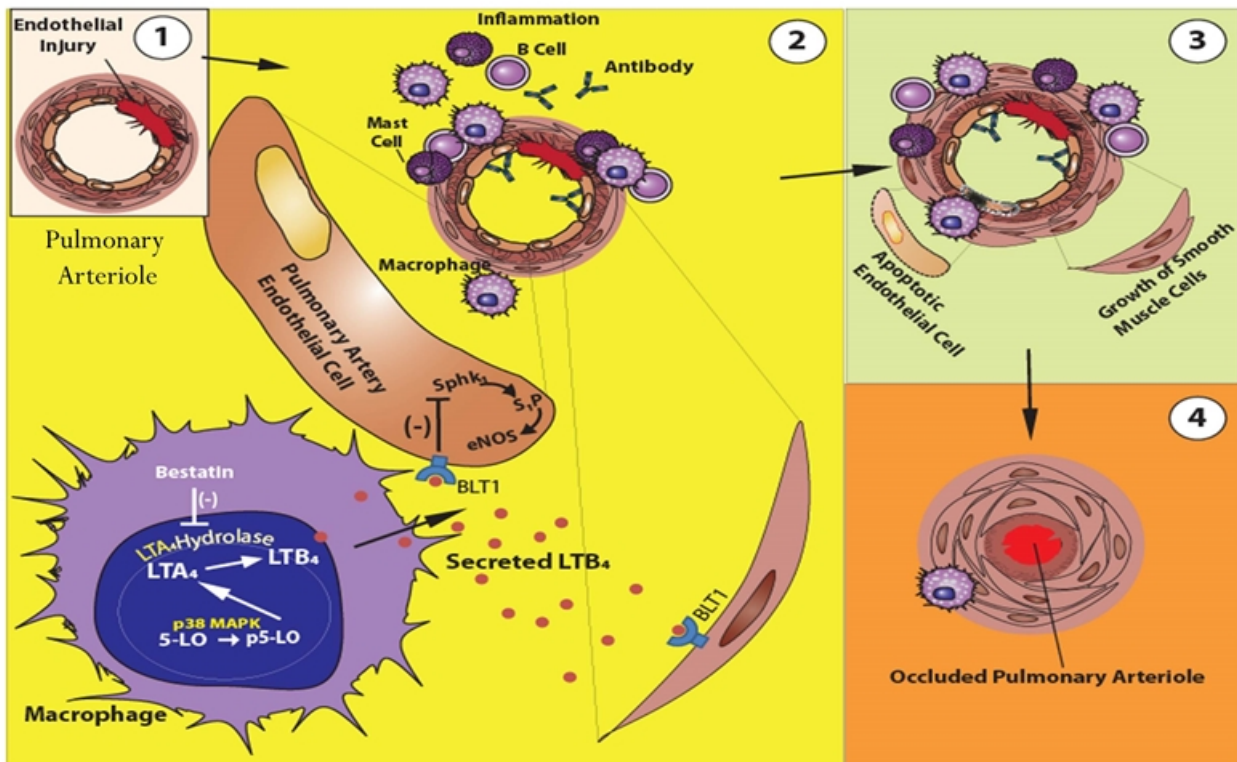 Endothelial
Injury
1
Pulmonary
Arteriole
2
Inflammation
B Cell
Antibody
Mast
Cell
Macrophage
Pulmonary Artery
Endothelial Cell
Sphk₁
S₁P
eNOS
(-)
BLT1
Bestatin
(-)
LTA₄Hydrolase
LTA₄
LTB₄
p38 MAPK
5-LO
p5-LO
Macrophage
Secreted LTB₄
BLT1
3
Apoptotic
Endothelial Cell
Growth of Smooth
Muscle Cells
4
Occluded Pulmonary Arteriole